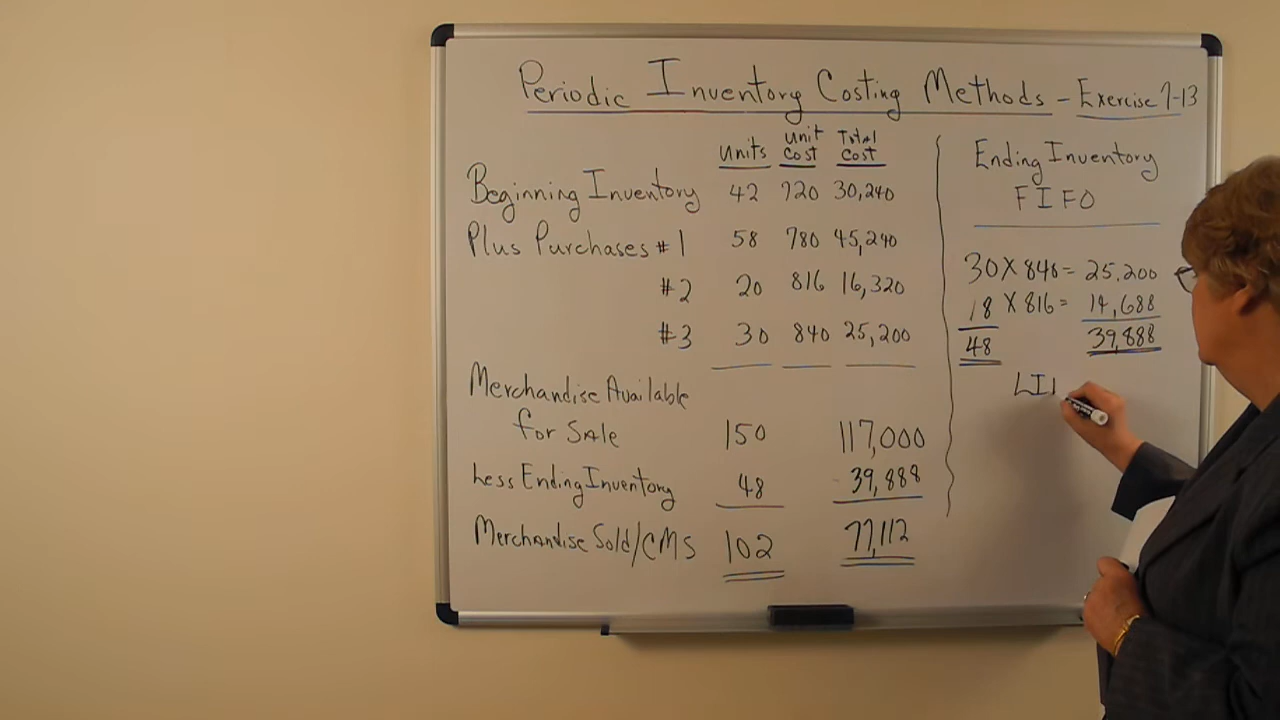 Periodic Inventory Costing Methods - Exercise 7-13
Units Unit Cost Total Cost
Beginning Inventory 42 720 30,240
Plus Purchases #1 58 780 45,240
#2 20 816 16,320
#3 30 840 25,200
Merchandise Available
for Sale 150 117,000
Less Ending Inventory 48 39,888
Merchandise Sold/CMS 102 77,112
Ending Inventory
FIFO
30 X 840 = 25,200
18 X 816 = 14,688
48 39,888
LII